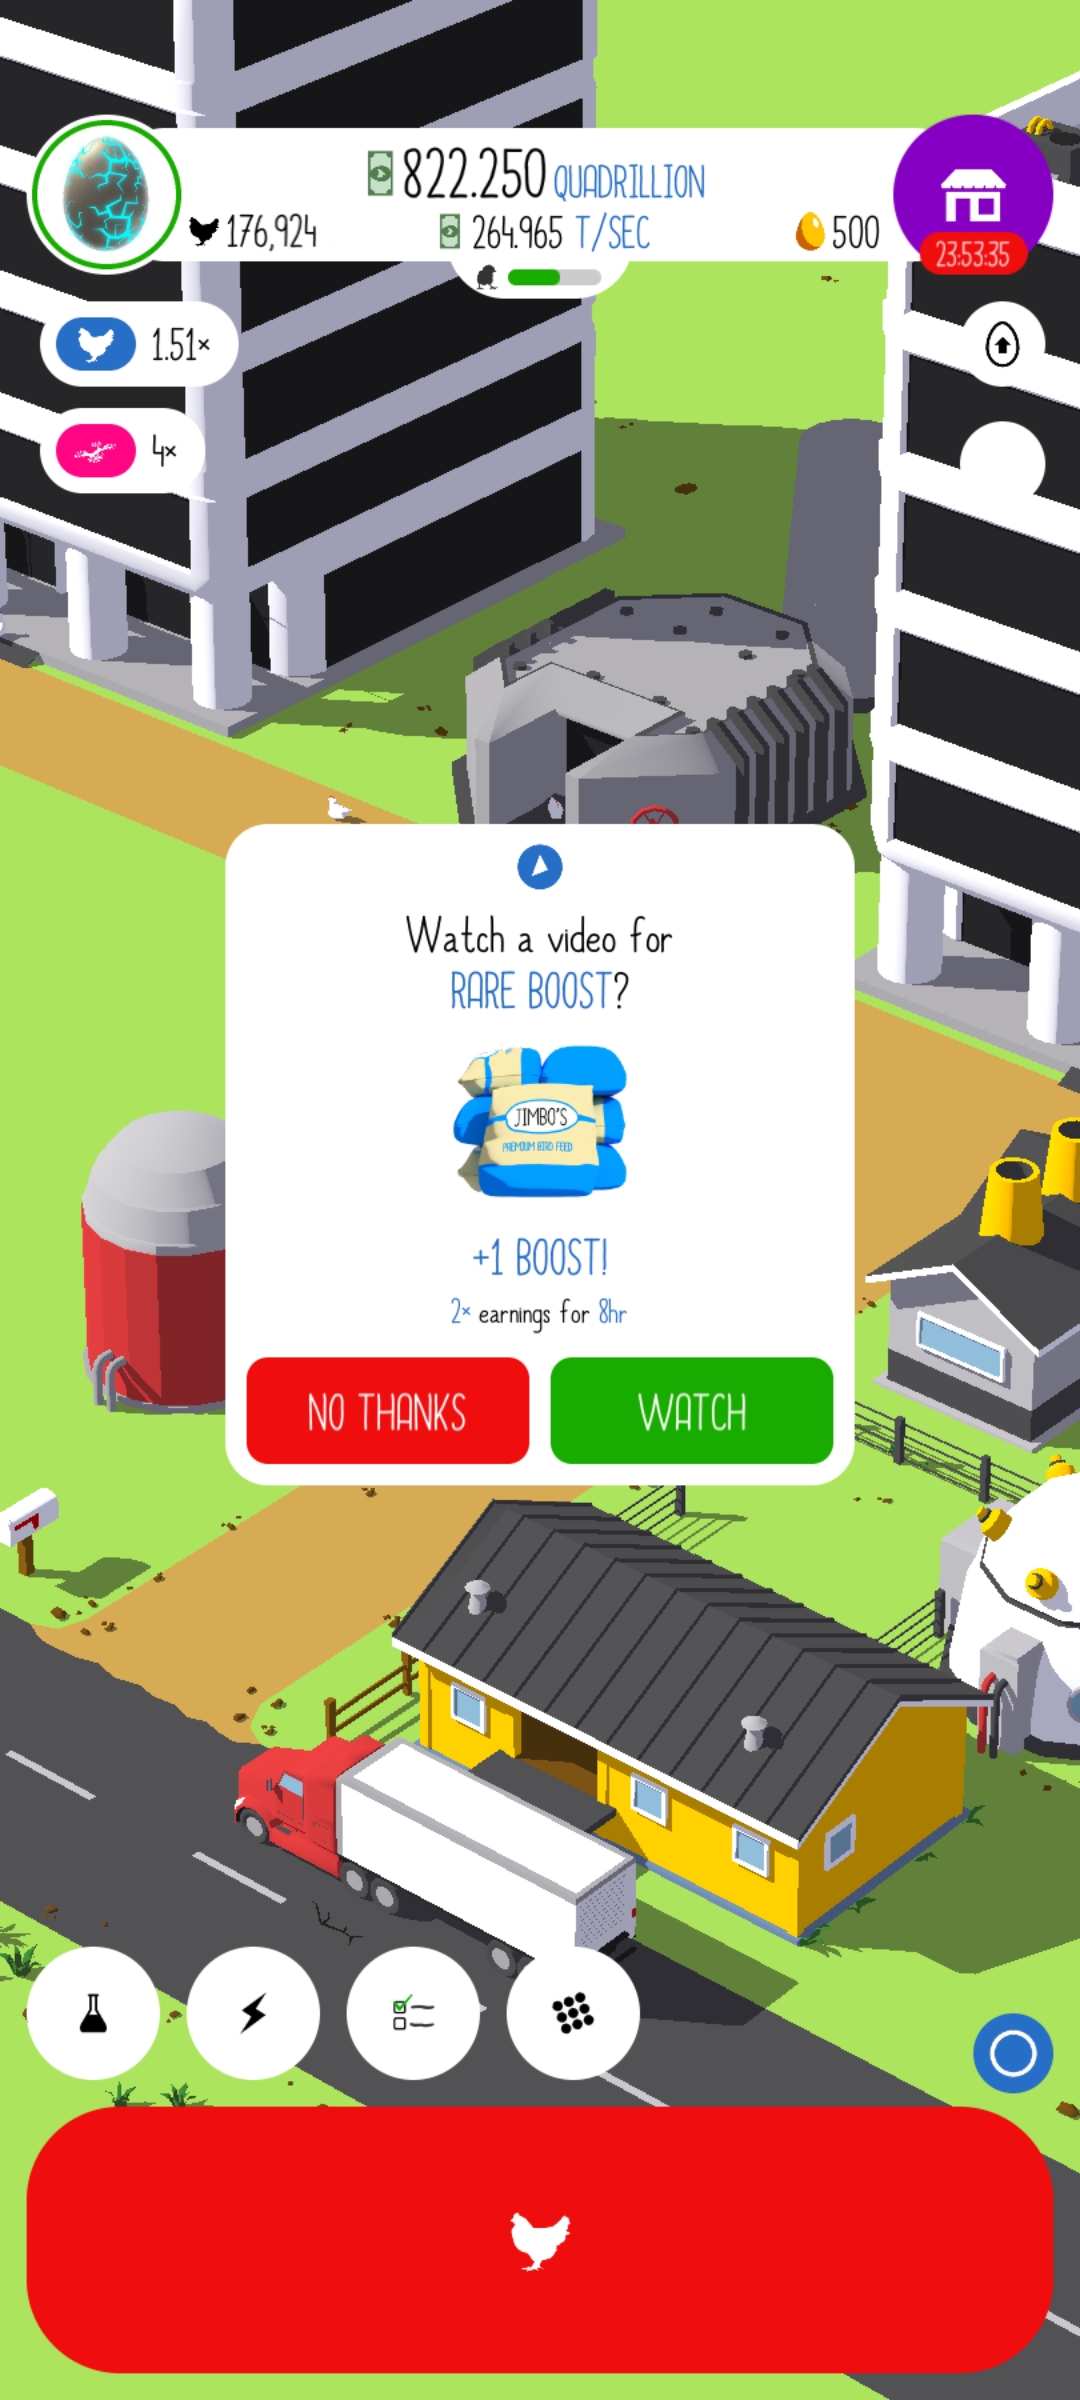 822.250 QUADRILLION
176,924
264.965 T/SEC
500
23:53:35
1.51×
4×
Watch a video for
RARE BOOST?
JIMBO'S
PREMIUM BIRD FEED
+1 BOOST!
2× earnings for 8hr
NO THANKS
WATCH